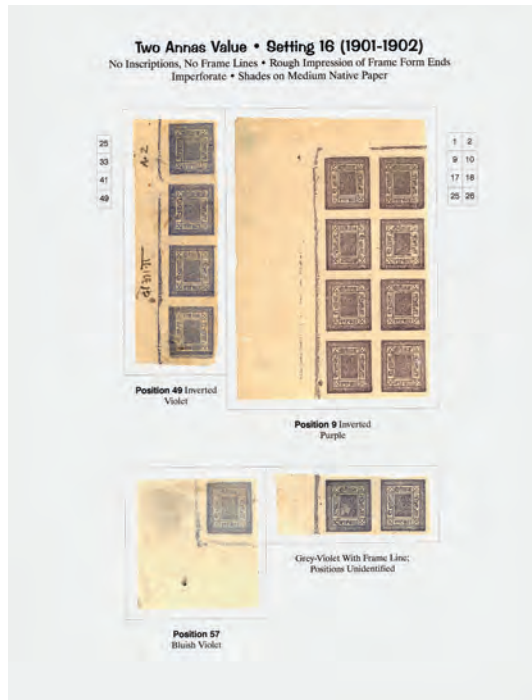 Two Annas Value • Setting 16 (1901-1902)
No Inscriptions, No Frame Lines • Rough Impression of Frame Form Ends
Imperforate • Shades on Medium Native Paper
25
33
41
49
1 2
9 10
17 18
25 26
Position 49 Inverted
Violet
Position 9 Inverted
Purple
Grey-Violet With Frame Line;
Positions Unidentified
Position 57
Bluish Violet